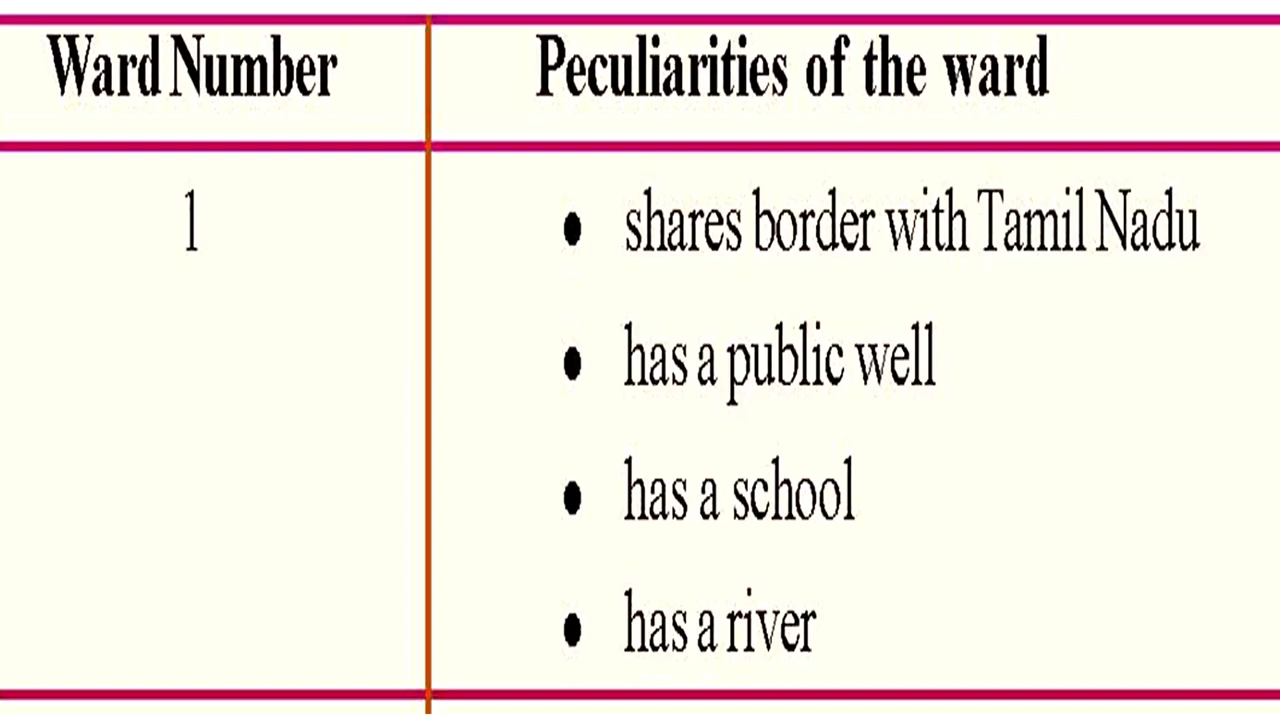 Ward Number Peculiarities of the ward
1 • shares border with Tamil Nadu
• has a public well
• has a school
• has a river